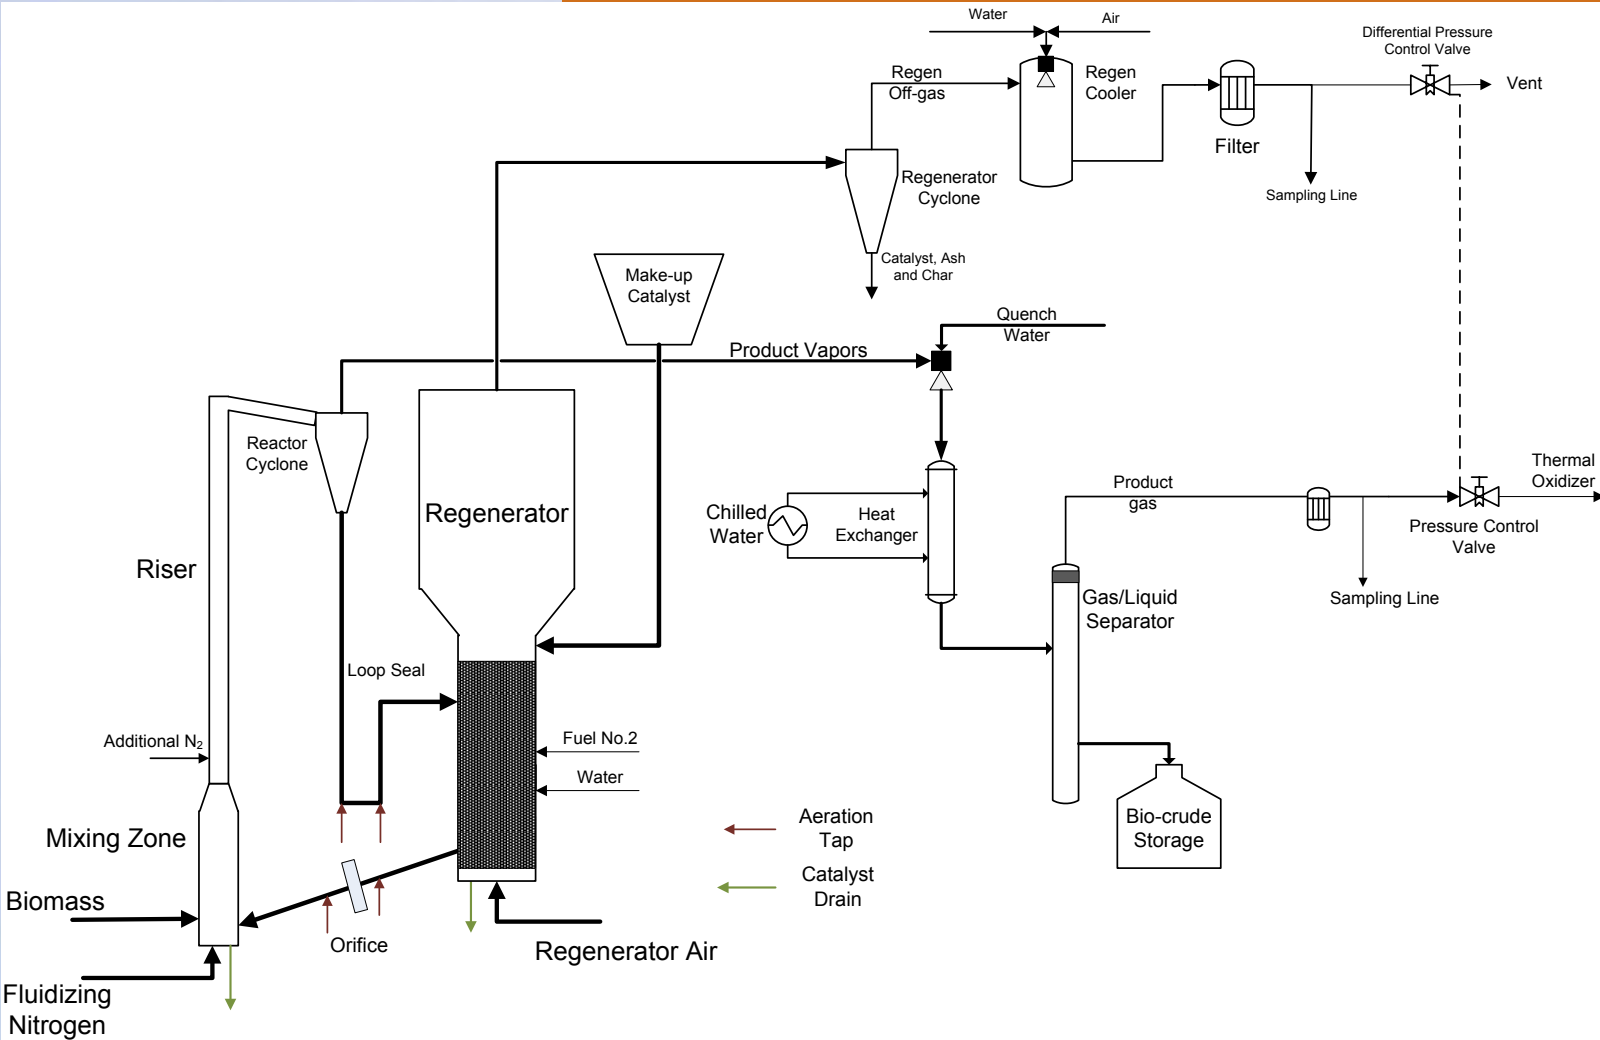 Water
Air
Differential Pressure
Control Valve
Regen
Off-gas
Regen
Cooler
Vent
Filter
Regenerator
Cyclone
Sampling Line
Catalyst, Ash
and Char
Make-up
Catalyst
Quench
Water
Product Vapors
Reactor
Cyclone
Regenerator
Chilled
Water
Heat
Exchanger
Product
gas
Thermal
Oxidizer
Pressure Control
Valve
Riser
Gas/Liquid
Separator
Sampling Line
Loop Seal
Additional N₂
Fuel No.2
Water
Mixing Zone
Aeration
Tap
Bio-crude
Storage
Catalyst
Drain
Biomass
Orifice
Regenerator Air
Fluidizing
Nitrogen